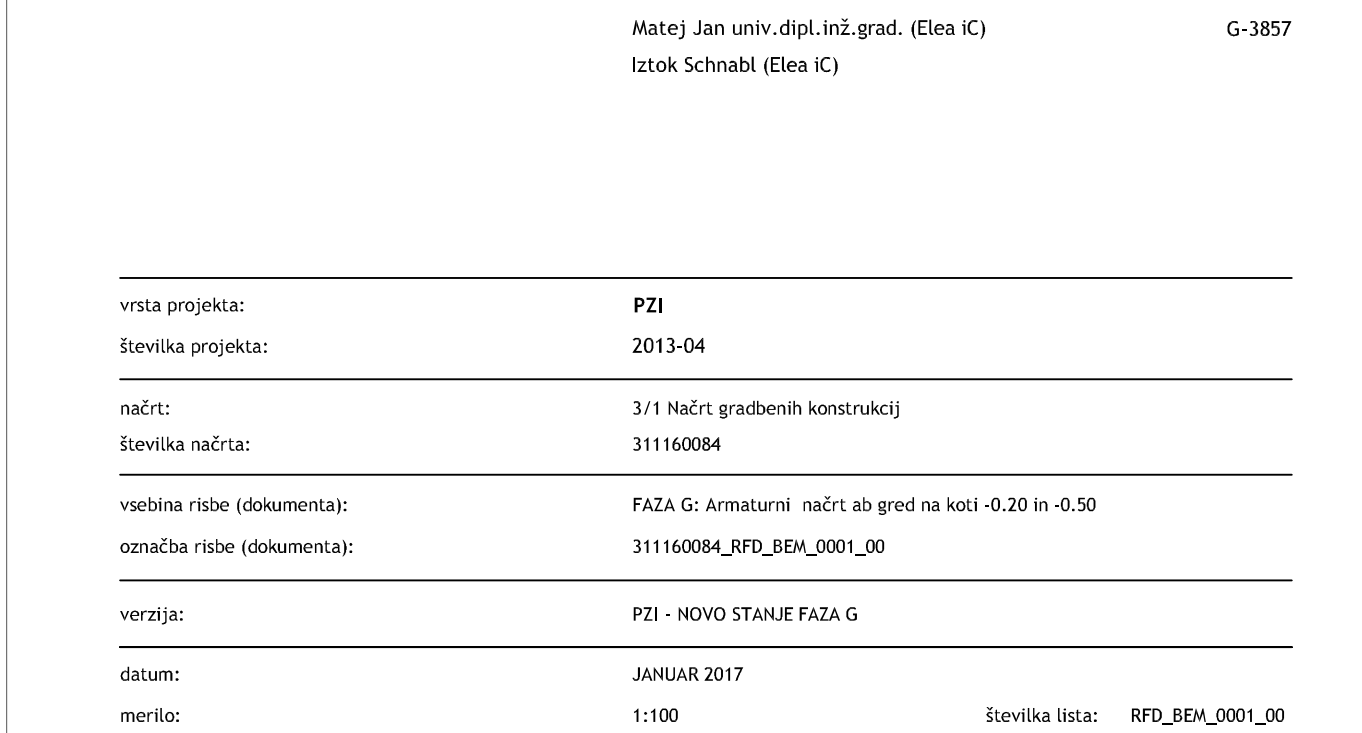 Matej Jan univ.dipl.inž.grad. (Elea iC) G-3857
Iztok Schnabl (Elea iC)
vrsta projekta: PZI
številka projekta: 2013-04
načrt: 3/1 Načrt gradbenih konstrukcij
številka načrta: 311160084
vsebina risbe (dokumenta): FAZA G: Armaturni načrt ab gred na koti -0.20 in -0.50
označba risbe (dokumenta): 311160084_RFD_BEM_0001_00
verzija: PZI - NOVO STANJE FAZA G
datum: JANUAR 2017
merilo: 1:100 številka lista: RFD_BEM_0001_00